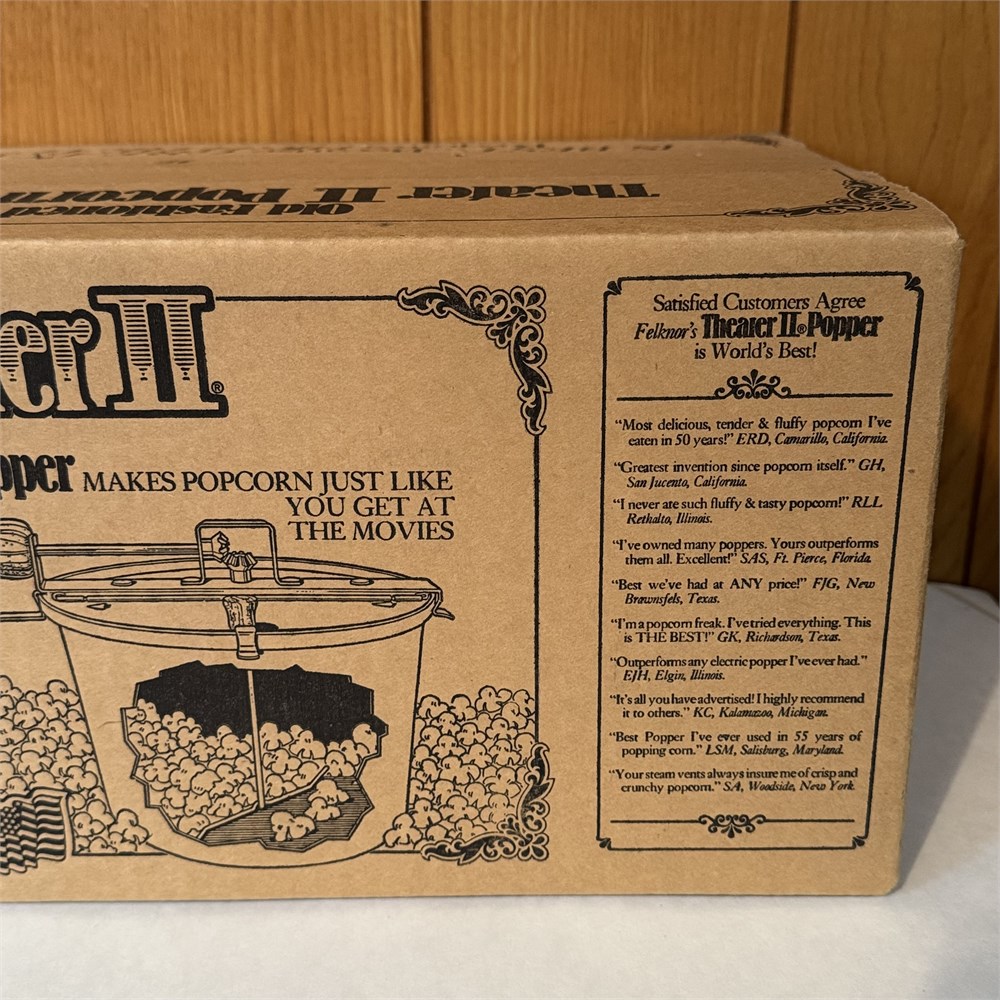 Theater II Popcorn
Old Fashioned
er II®
pper MAKES POPCORN JUST LIKE
YOU GET AT
THE MOVIES
Satisfied Customers Agree
Felknor's Theater II® Popper
is World's Best!
"Most delicious, tender & fluffy popcorn I've
eaten in 50 years!" ERD, Camarillo, California.
"Greatest invention since popcorn itself." GH,
San Jucento, California.
"I never ate such fluffy & tasty popcorn!" RLL
Rethalto, Illinois.
"I've owned many poppers. Yours outperforms
them all. Excellent!" SAS, Ft. Pierce, Florida.
"Best we've had at ANY price!" FJG, New
Brawnsfels, Texas.
"I'm a popcorn freak. I've tried everything. This
is THE BEST!" GK, Richardson, Texas.
"Outperforms any electric popper I've ever had."
EJH, Elgin, Illinois.
"It's all you have advertised! I highly recommend
it to others." KC, Kalamazoo, Michigan.
"Best Popper I've ever used in 55 years of
popping corn." LSM, Salisburg, Maryland.
"Your steam vents always insure me of crisp and
crunchy popcorn." SA, Woodside, New York.